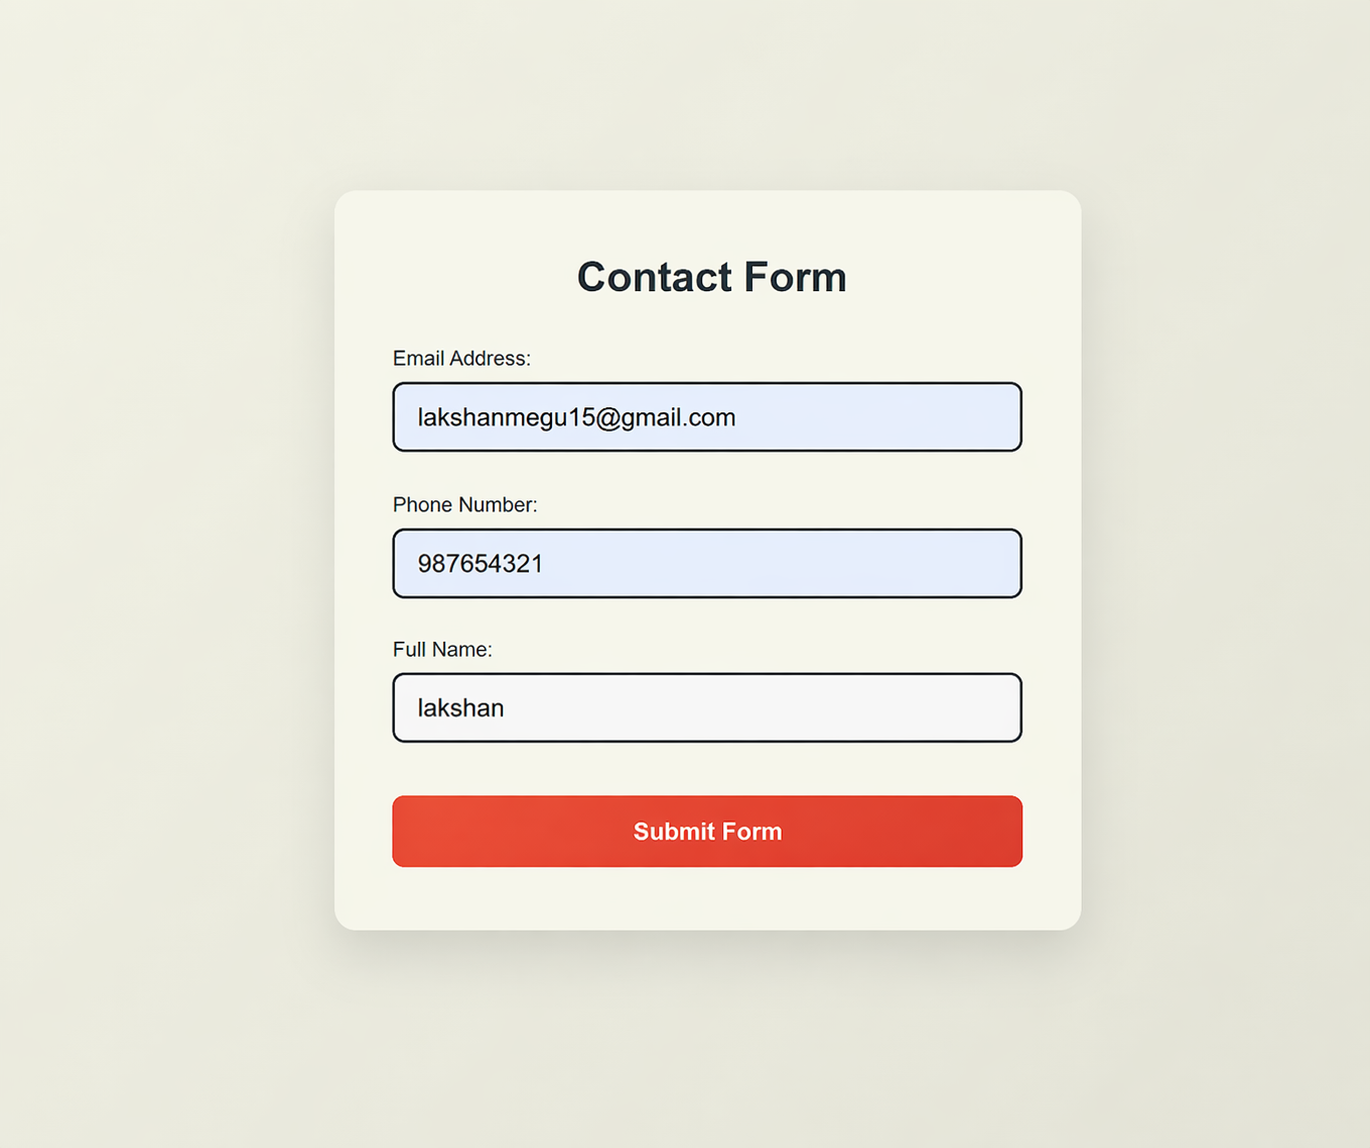 Contact Form
Email Address:
lakshanmegu15@gmail.com
Phone Number:
987654321
Full Name:
lakshan
Submit Form